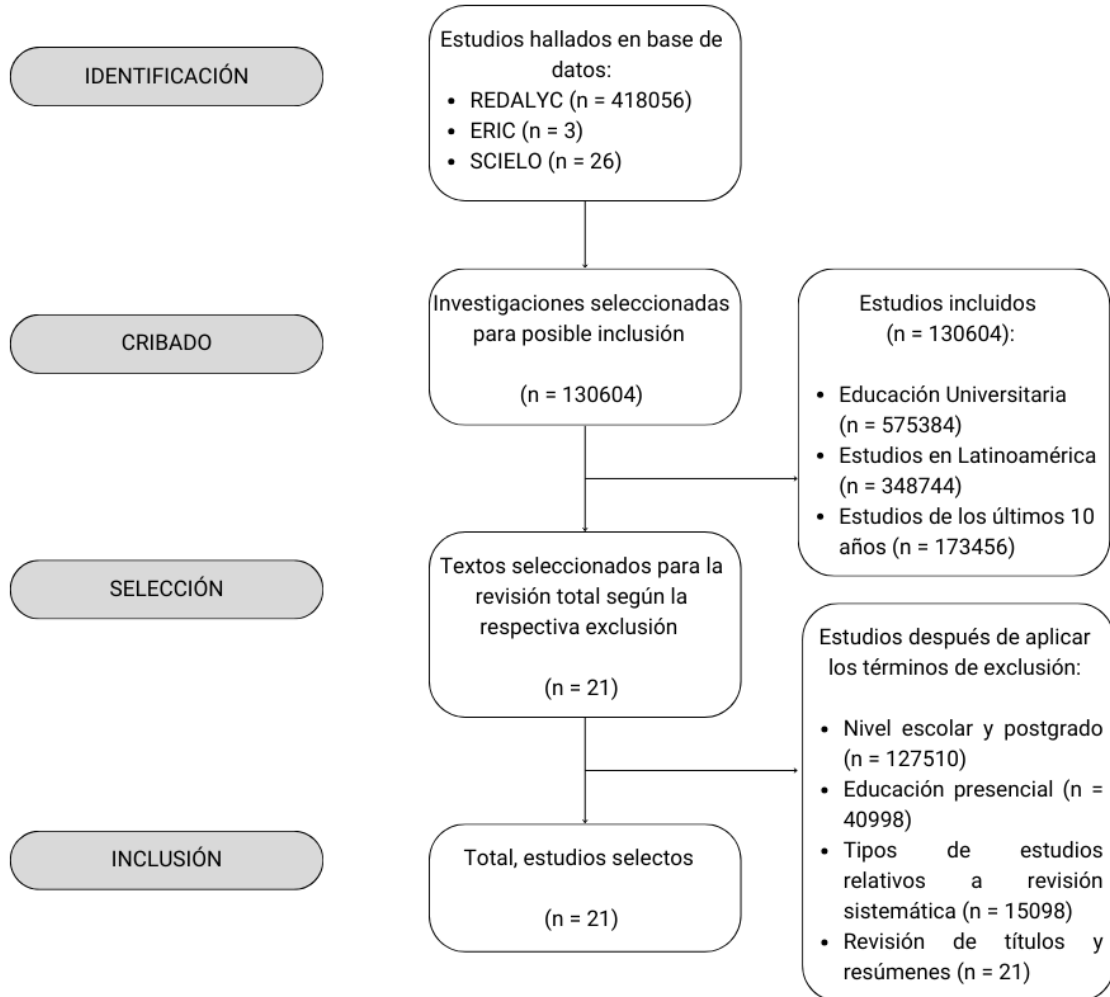 IDENTIFICACIÓN
Estudios hallados en base de
datos:
• REDALYC (n = 418056)
• ERIC (n = 3)
• SCIELO (n = 26)
CRIBADO
Investigaciones seleccionadas
para posible inclusión
(n = 130604)
Estudios incluidos
(n = 130604):
• Educación Universitaria
(n = 575384)
• Estudios en Latinoamérica
(n = 348744)
• Estudios de los últimos 10
años (n = 173456)
SELECCIÓN
Textos seleccionados para la
revisión total según la
respectiva exclusión
(n = 21)
Estudios después de aplicar
los términos de exclusión:
• Nivel escolar y postgrado
(n = 127510)
• Educación presencial (n =
40998)
• Tipos de estudios
relativos a revisión
sistemática (n = 15098)
• Revisión de títulos y
resúmenes (n = 21)
INCLUSIÓN
Total, estudios selectos
(n = 21)